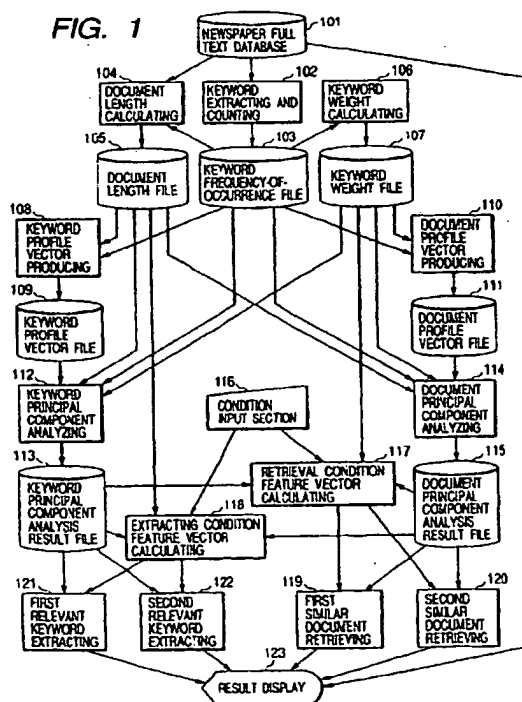 FIG. 1
101
NEWSPAPER FULL
TEXT DATABASE
104
DOCUMENT
LENGTH
CALCULATING
102
KEYWORD
EXTRACTING AND
COUNTING
106
KEYWORD
WEIGHT
CALCULATING
105
DOCUMENT
LENGTH FILE
103
KEYWORD
FREQUENCY-OF-
OCCURRENCE FILE
107
KEYWORD
WEIGHT FILE
108
KEYWORD
PROFILE
VECTOR
PRODUCING
110
DOCUMENT
PROFILE
VECTOR
PRODUCING
109
KEYWORD
PROFILE
VECTOR FILE
111
DOCUMENT
PROFILE
VECTOR FILE
112
KEYWORD
PRINCIPAL
COMPONENT
ANALYZING
116
CONDITION
INPUT SECTION
114
DOCUMENT
PRINCIPAL
COMPONENT
ANALYZING
113
KEYWORD
PRINCIPAL
COMPONENT
ANALYSIS
RESULT FILE
117
RETRIEVAL CONDITION
FEATURE VECTOR
CALCULATING
115
DOCUMENT
PRINCIPAL
COMPONENT
ANALYSIS
RESULT FILE
118
EXTRACTING CONDITION
FEATURE VECTOR
CALCULATING
121
FIRST
RELEVANT
KEYWORD
EXTRACTING
122
SECOND
RELEVANT
KEYWORD
EXTRACTING
119
FIRST
SIMILAR
DOCUMENT
RETRIEVING
120
SECOND
SIMILAR
DOCUMENT
RETRIEVING
123
RESULT DISPLAY